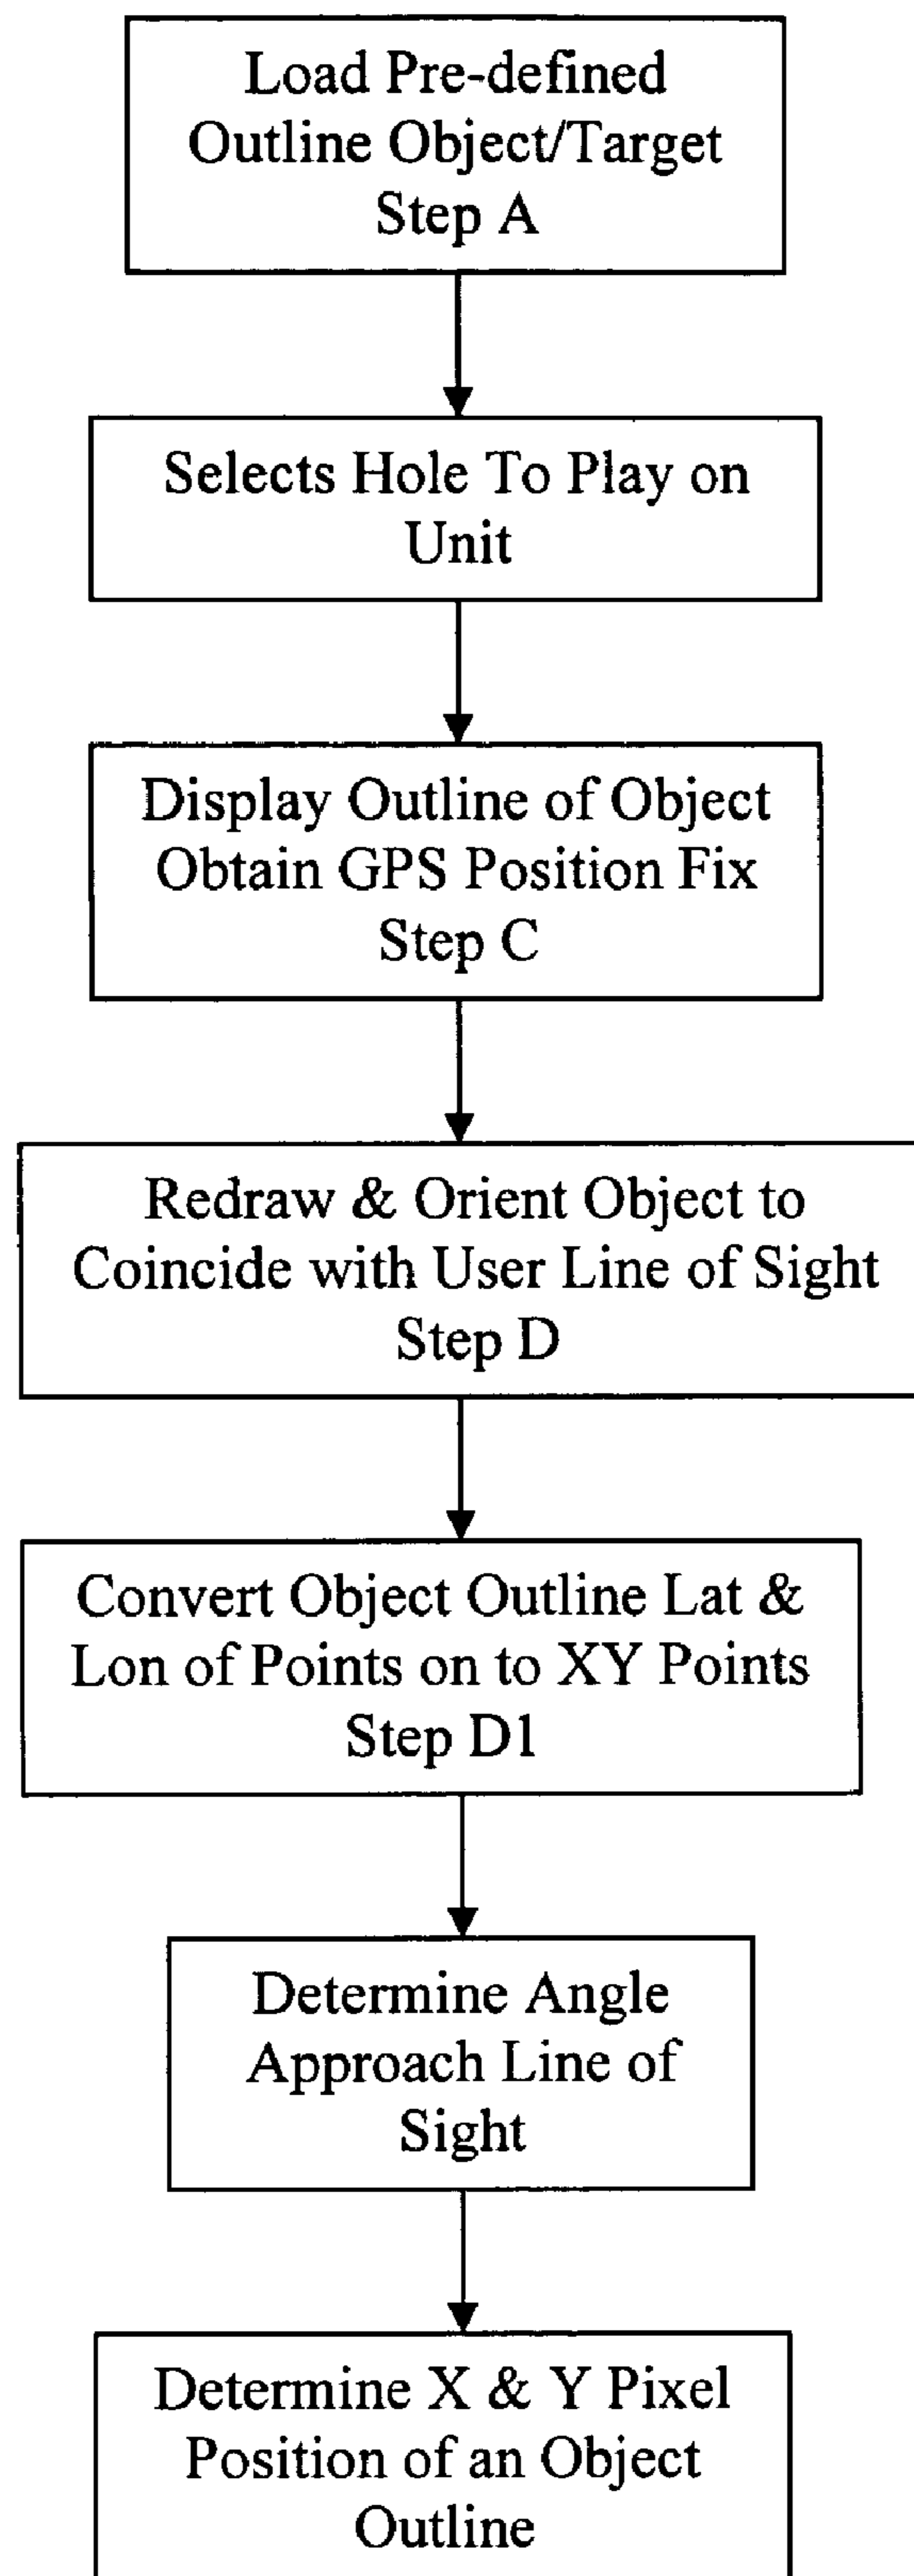 Load Pre-defined
Outline Object/Target
Step A
Selects Hole To Play on
Unit
Display Outline of Object
Obtain GPS Position Fix
Step C
Redraw & Orient Object to
Coincide with User Line of Sight
Step D
Convert Object Outline Lat &
Lon of Points on to XY Points
Step D1
Determine Angle
Approach Line of
Sight
Determine X & Y Pixel
Position of an Object
Outline